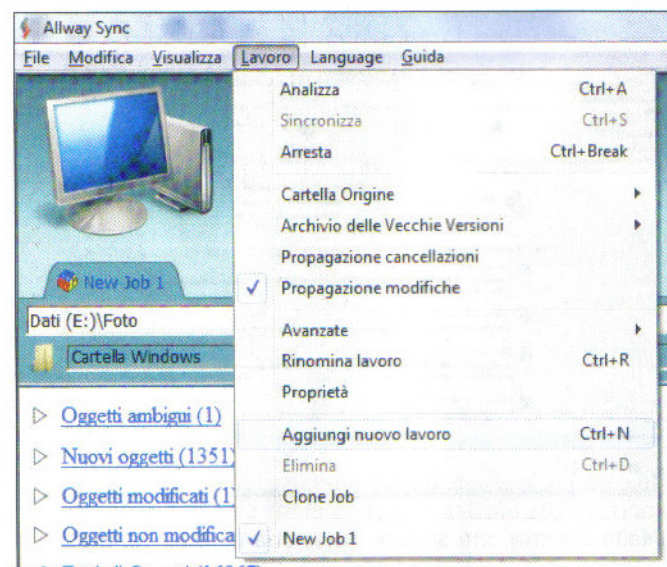 Allway Sync
File Modifica Visualizza Lavoro Language Guida
Analizza Ctrl+A
Sincronizza Ctrl+S
Arresta Ctrl+Break
Cartella Origine
Archivio delle Vecchie Versioni
Propagazione cancellazioni
Propagazione modifiche
Avanzate
Rinomina lavoro Ctrl+R
Proprietà
Aggiungi nuovo lavoro Ctrl+N
Elimina Ctrl+D
Clone Job
New Job 1
New Job 1
Dati (E:)\Foto
Cartella Windows
Oggetti ambigui (1)
Nuovi oggetti (1351)
Oggetti modificati (1
Oggetti non modifica